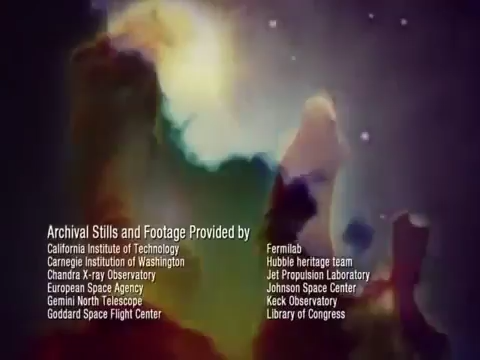 Archival Stills and Footage Provided by
California Institute of Technology
Carnegie Institution of Washington
Chandra X-ray Observatory
European Space Agency
Gemini North Telescope
Goddard Space Flight Center
Fermilab
Hubble heritage team
Jet Propulsion Laboratory
Johnson Space Center
Keck Observatory
Library of Congress